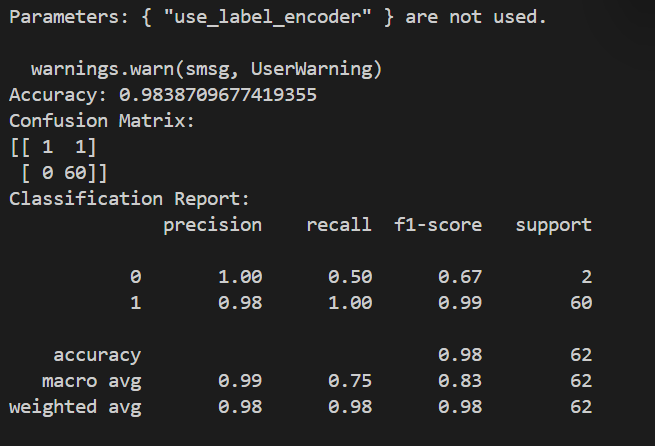 Parameters: { "use_label_encoder" } are not used.
warnings.warn(smsg, UserWarning)
Accuracy: 0.9838709677419355
Confusion Matrix:
[[ 1  1]
 [ 0 60]]
Classification Report:
              precision    recall  f1-score   support
           0       1.00      0.50      0.67         2
           1       0.98      1.00      0.99        60
    accuracy                           0.98        62
   macro avg       0.99      0.75      0.83        62
weighted avg       0.98      0.98      0.98        62